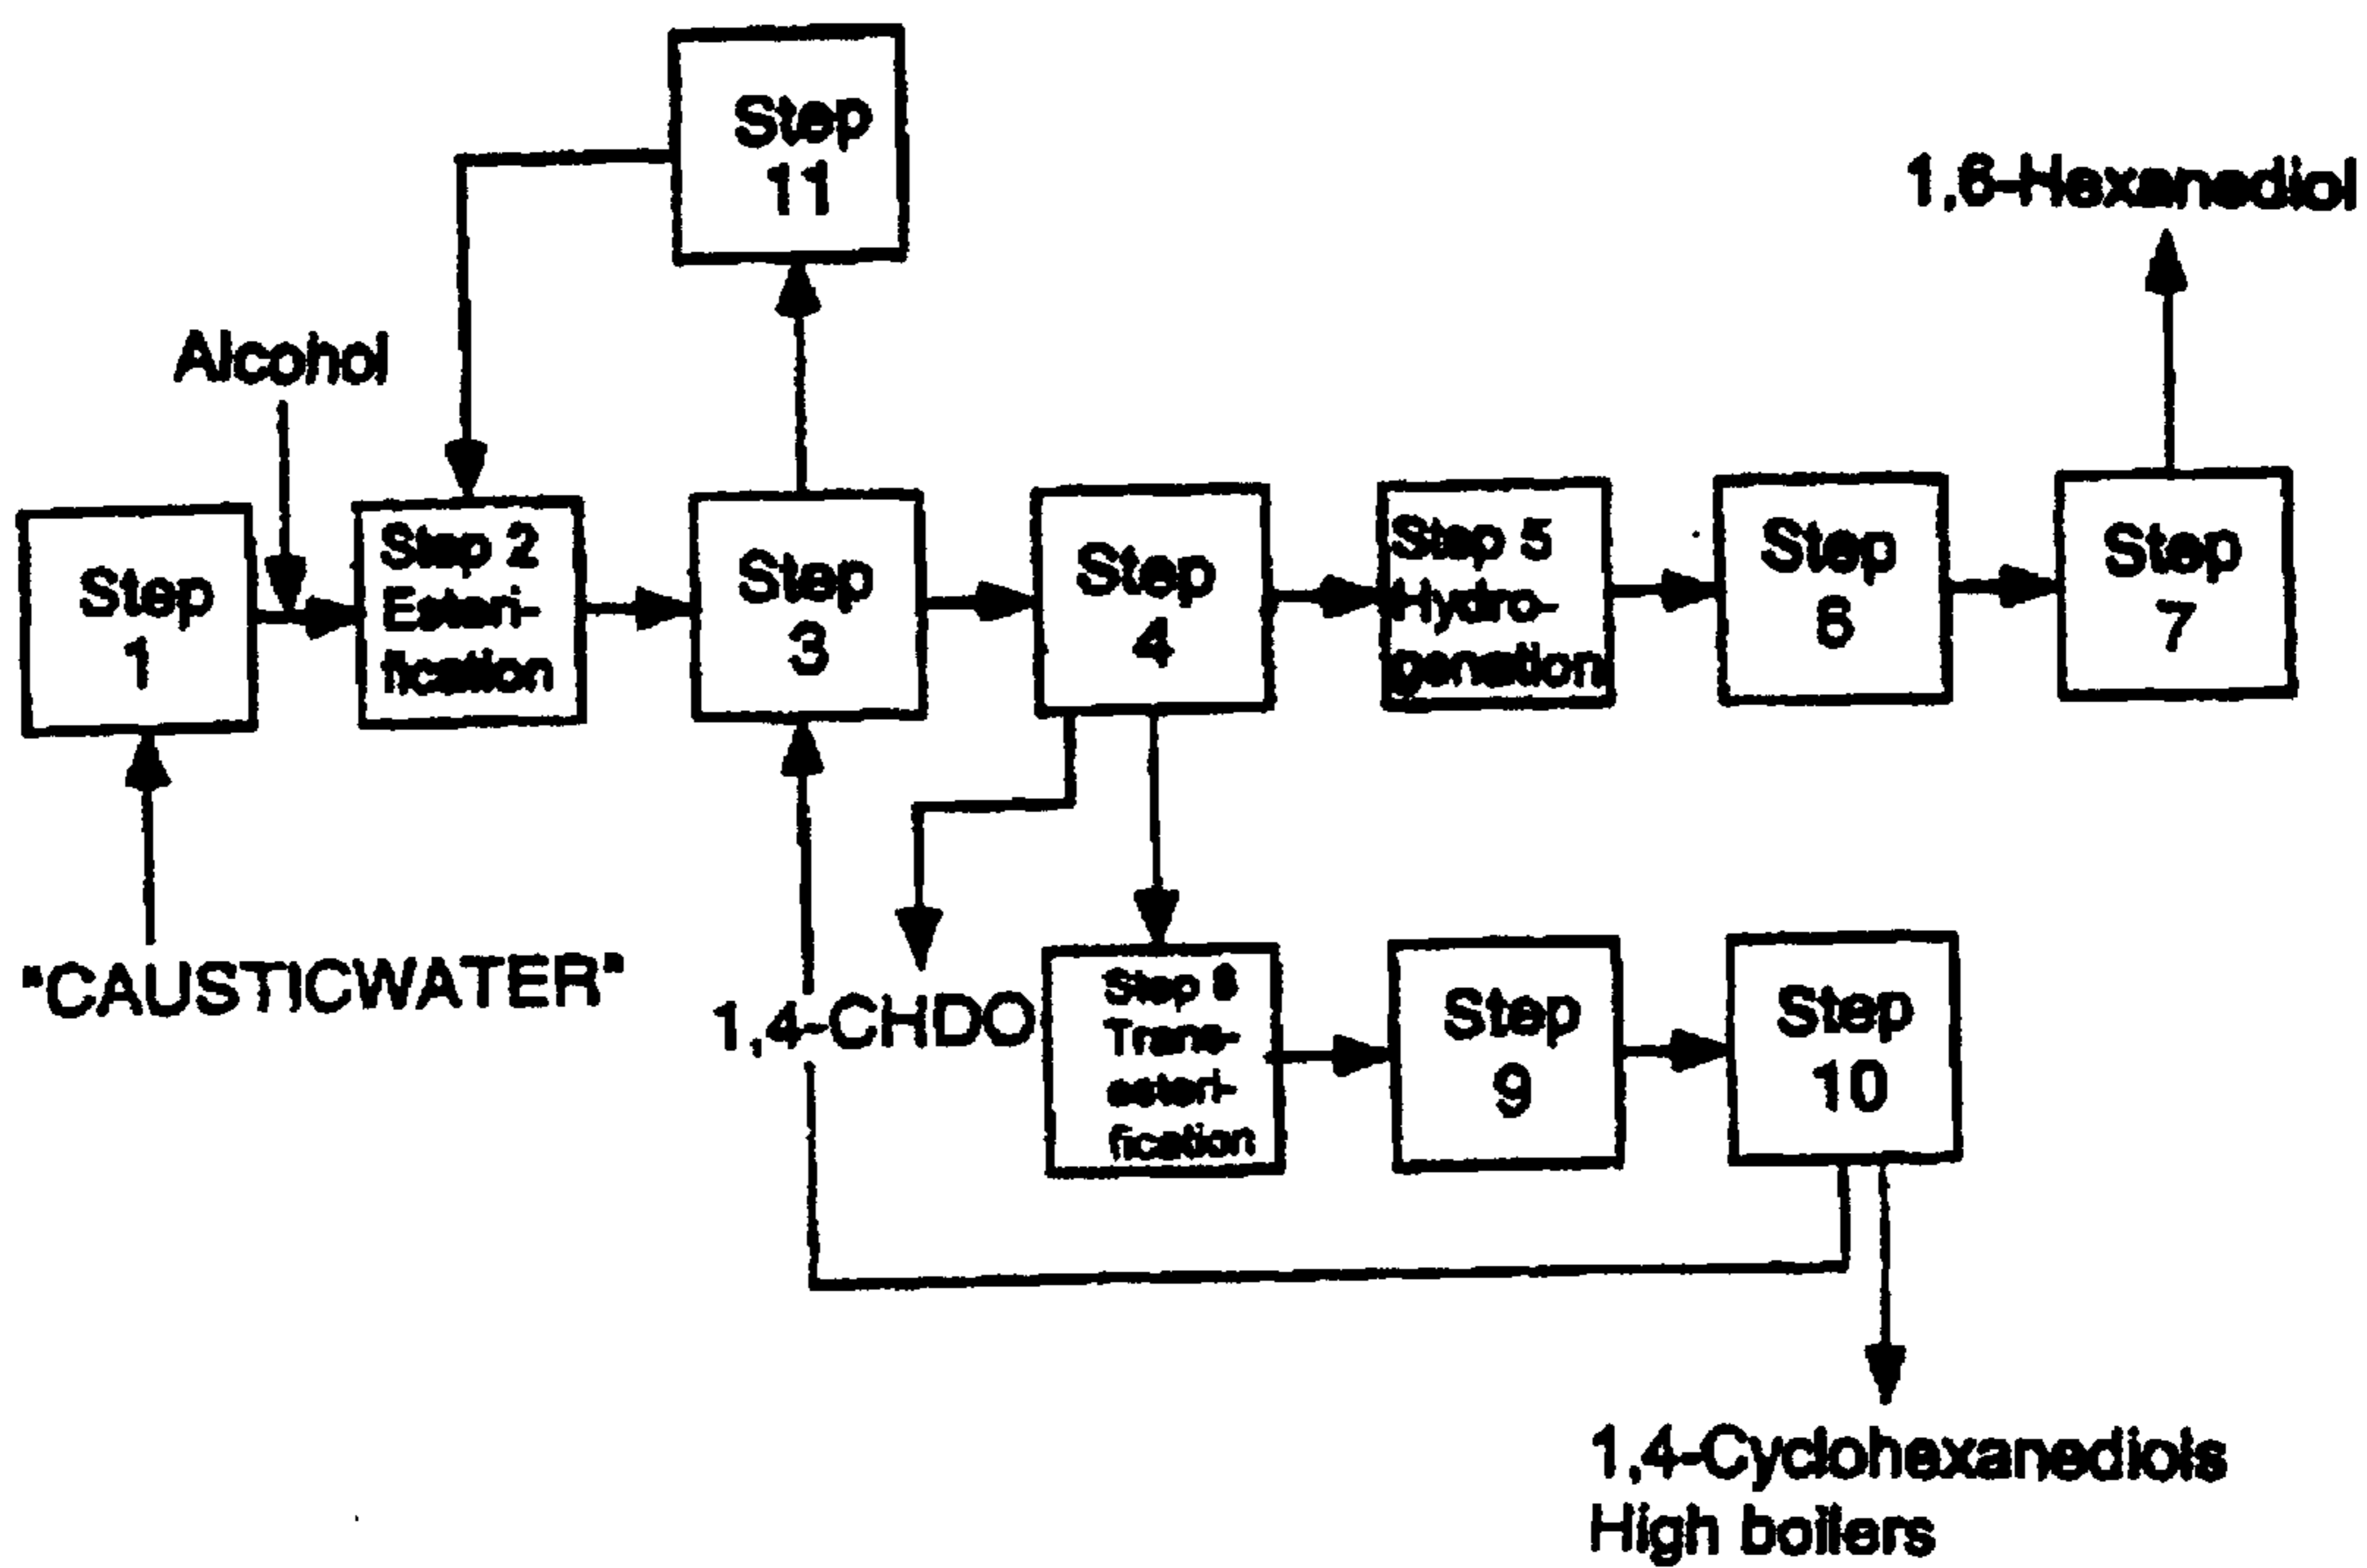 Step
11
1,6-Hexanediol
Alcohol
Step
1
Step 2
Esteri-
fication
Step
3
Step
4
Step 5
Hydro-
genation
Step
6
Step
7
"CAUSTICWATER"
1,4-CHDO
Step 8
Trans-
esteri-
fication
Step
9
Step
10
1,4-Cyclohexanediols
High boilers